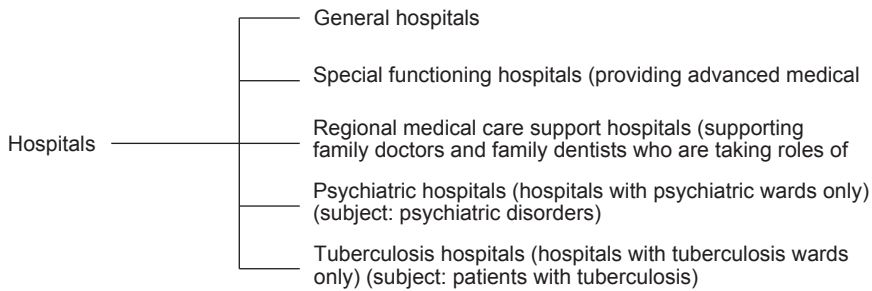 General hospitals
Special functioning hospitals (providing advanced medical
Hospitals
Regional medical care support hospitals (supporting
family doctors and family dentists who are taking roles of
Psychiatric hospitals (hospitals with psychiatric wards only)
(subject: psychiatric disorders)
Tuberculosis hospitals (hospitals with tuberculosis wards
only) (subject: patients with tuberculosis)